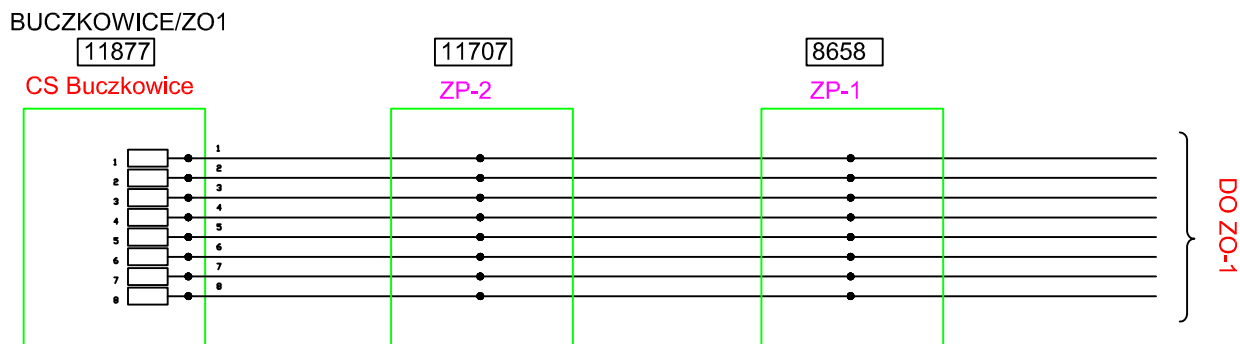 BUCZKOWICE/ZO1
11877 11707 8658
CS Buczkowice ZP-2 ZP-1
1 1
2 2
3 3
4 4
5 5
6 6
7 7
8 8
DO ZO-1